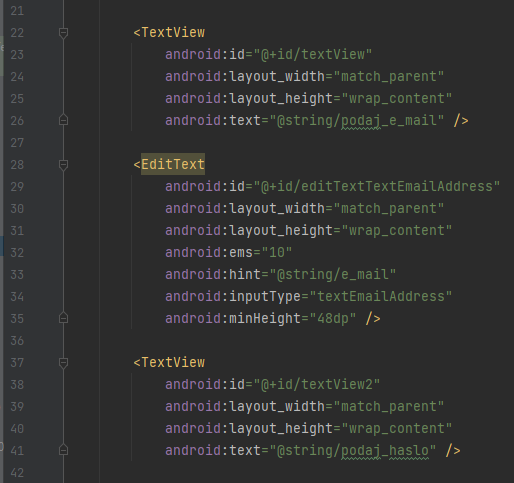 21
22 <TextView
23 android:id="@+id/textView"
24 android:layout_width="match_parent"
25 android:layout_height="wrap_content"
26 android:text="@string/podaj_e_mail" />
27
28 <EditText
29 android:id="@+id/editTextTextEmailAddress"
30 android:layout_width="match_parent"
31 android:layout_height="wrap_content"
32 android:ems="10"
33 android:hint="@string/e_mail"
34 android:inputType="textEmailAddress"
35 android:minHeight="48dp" />
36
37 <TextView
38 android:id="@+id/textView2"
39 android:layout_width="match_parent"
40 android:layout_height="wrap_content"
41 android:text="@string/podaj_haslo" />
42